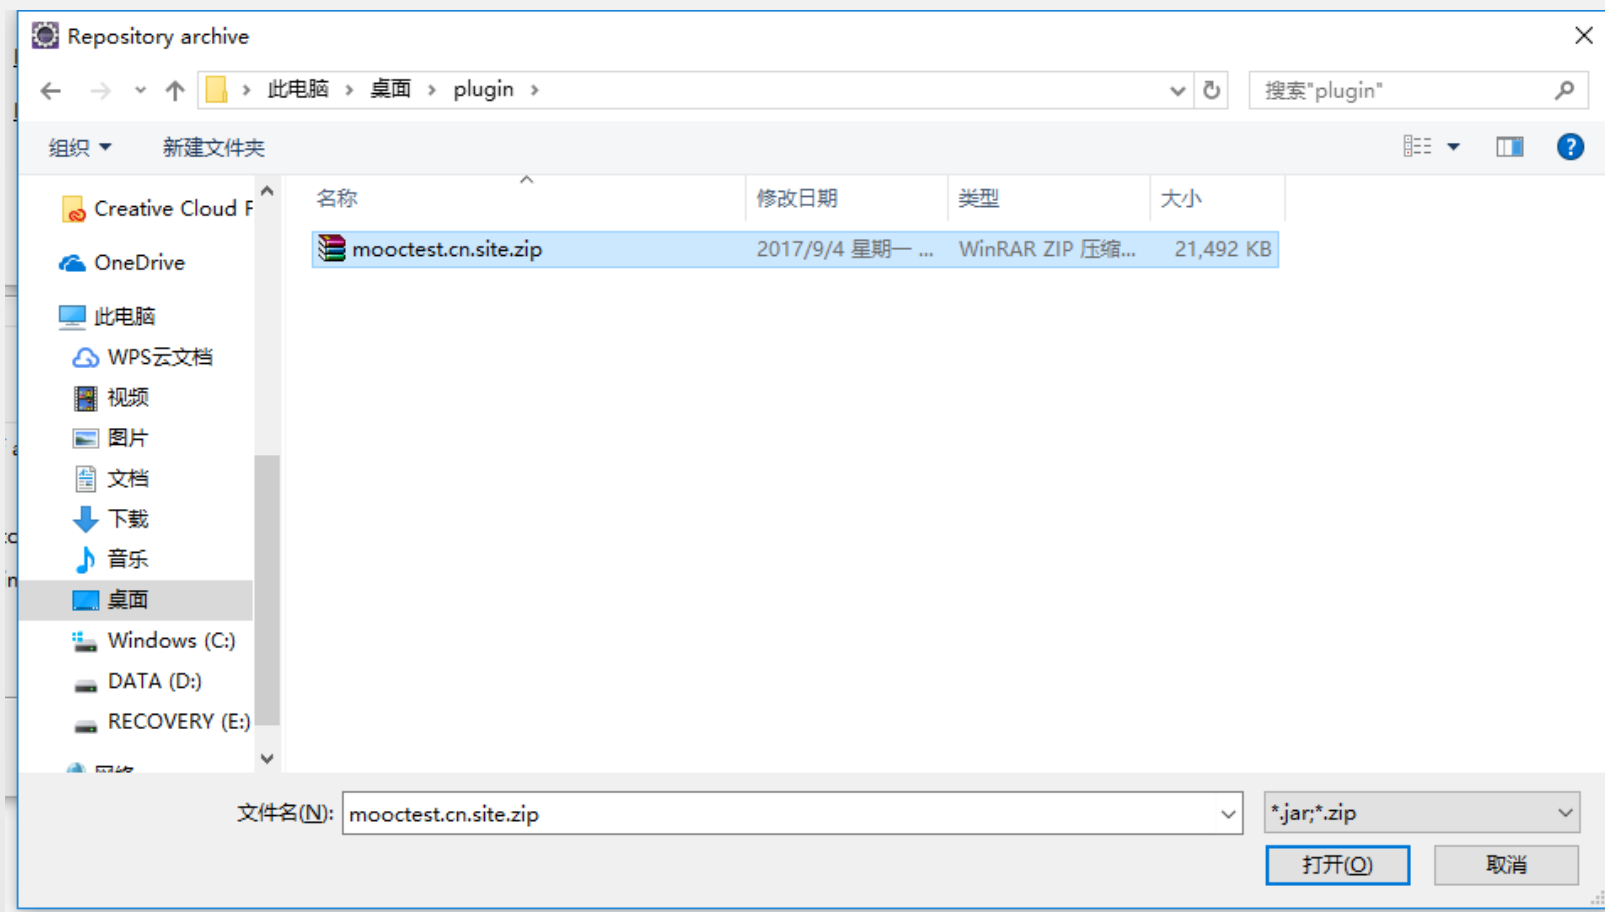 Repository archive
此电脑 > 桌面 > plugin >
搜索"plugin"
组织 新建文件夹
名称 修改日期 类型 大小
mooctest.cn.site.zip 2017/9/4 星期一 ... WinRAR ZIP 压缩... 21,492 KB
Creative Cloud F
OneDrive
此电脑
WPS云文档
视频
图片
文档
下载
音乐
桌面
Windows (C:)
DATA (D:)
RECOVERY (E:)
网络
文件名(N): mooctest.cn.site.zip
*.jar;*.zip
打开(O) 取消